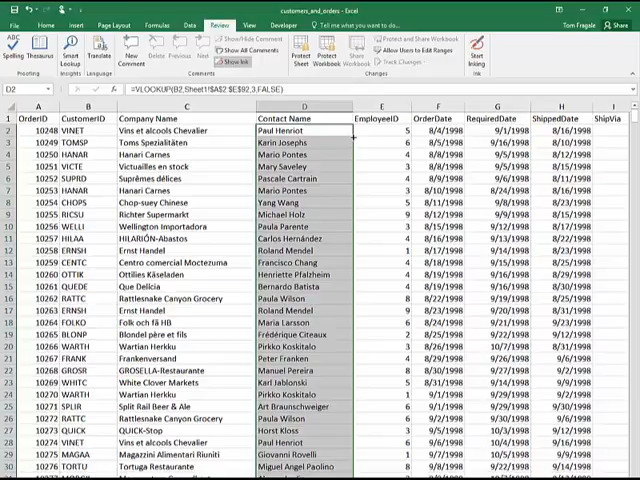 customers_and_orders - Excel
File Home Insert Page Layout Formulas Data Review View Developer Tell me what you want to do... Tom Fragale Share
Spelling Thesaurus Smart Lookup Translate New Comment Delete Previous Next Show/Hide Comment Show All Comments Show Ink Protect Sheet Protect Workbook Share Workbook Protect and Share Workbook Allow Users to Edit Ranges Track Changes Start Inking
Proofing Insights Language Comments Changes Ink
D2 =VLOOKUP(B2,Sheet1!$A$2:$E$92,3,FALSE)
A B C D E F G H I
1 OrderID CustomerID Company Name Contact Name EmployeeID OrderDate RequiredDate ShippedDate ShipVia
2 10248 VINET Vins et alcools Chevalier Paul Henriot 5 8/4/1998 9/1/1998 8/16/1998
3 10249 TOMSP Toms Spezialitäten Karin Josephs 6 8/5/1998 9/16/1998 8/10/1998
4 10250 HANAR Hanari Carnes Mario Pontes 4 8/8/1998 9/5/1998 8/12/1998
5 10251 VICTE Victuailles en stock Mary Saveley 3 8/8/1998 9/5/1998 8/15/1998
6 10252 SUPRD Suprêmes délices Pascale Cartrain 4 8/9/1998 9/6/1998 8/11/1998
7 10253 HANAR Hanari Carnes Mario Pontes 3 8/10/1998 8/24/1998 8/16/1998
8 10254 CHOPS Chop-suey Chinese Yang Wang 5 8/11/1998 9/8/1998 8/23/1998
9 10255 RICSU Richter Supermarkt Michael Holz 9 8/12/1998 9/9/1998 8/15/1998
10 10256 WELLI Wellington Importadora Paula Parente 3 8/15/1998 9/12/1998 8/17/1998
11 10257 HILAA HILARIÓN-Abastos Carlos Hernández 4 8/16/1998 9/13/1998 8/22/1998
12 10258 ERNSH Ernst Handel Roland Mendel 1 8/17/1998 9/14/1998 8/23/1998
13 10259 CENTC Centro comercial Moctezuma Francisco Chang 4 8/18/1998 9/15/1998 8/25/1998
14 10260 OTTIK Ottilies Käseladen Henriette Pfalzheim 4 8/19/1998 9/16/1998 8/29/1998
15 10261 QUEDE Que Delícia Bernardo Batista 4 8/19/1998 9/16/1998 8/30/1998
16 10262 RATTC Rattlesnake Canyon Grocery Paula Wilson 8 8/22/1998 9/19/1998 8/25/1998
17 10263 ERNSH Ernst Handel Roland Mendel 9 8/23/1998 9/20/1998 8/31/1998
18 10264 FOLKO Folk och fä HB Maria Larsson 6 8/24/1998 9/21/1998 9/23/1998
19 10265 BLONP Blondel père et fils Frédérique Citeaux 2 8/25/1998 9/22/1998 9/12/1998
20 10266 WARTH Wartian Herkku Pirkko Koskitalo 3 8/26/1998 10/7/1998 8/31/1998
21 10267 FRANK Frankenversand Peter Franken 4 8/29/1998 9/26/1998 9/6/1998
22 10268 GROSR GROSELLA-Restaurante Manuel Pereira 8 8/30/1998 9/27/1998 9/2/1998
23 10269 WHITC White Clover Markets Karl Jablonski 5 8/31/1998 9/14/1998 9/9/1998
24 10270 WARTH Wartian Herkku Pirkko Koskitalo 1 9/1/1998 9/29/1998 9/2/1998
25 10271 SPLIR Split Rail Beer & Ale Art Braunschweiger 6 9/1/1998 9/29/1998 9/30/1998
26 10272 RATTC Rattlesnake Canyon Grocery Paula Wilson 6 9/2/1998 9/30/1998 9/6/1998
27 10273 QUICK QUICK-Stop Horst Kloss 3 9/5/1998 10/3/1998 9/12/1998
28 10274 VINET Vins et alcools Chevalier Paul Henriot 6 9/6/1998 10/4/1998 9/16/1998
29 10275 MAGAA Magazzini Alimentari Riuniti Giovanni Rovelli 1 9/7/1998 10/5/1998 9/9/1998
30 10276 TORTU Tortuga Restaurante Miguel Angel Paolino 8 9/8/1998 9/22/1998 9/14/1998